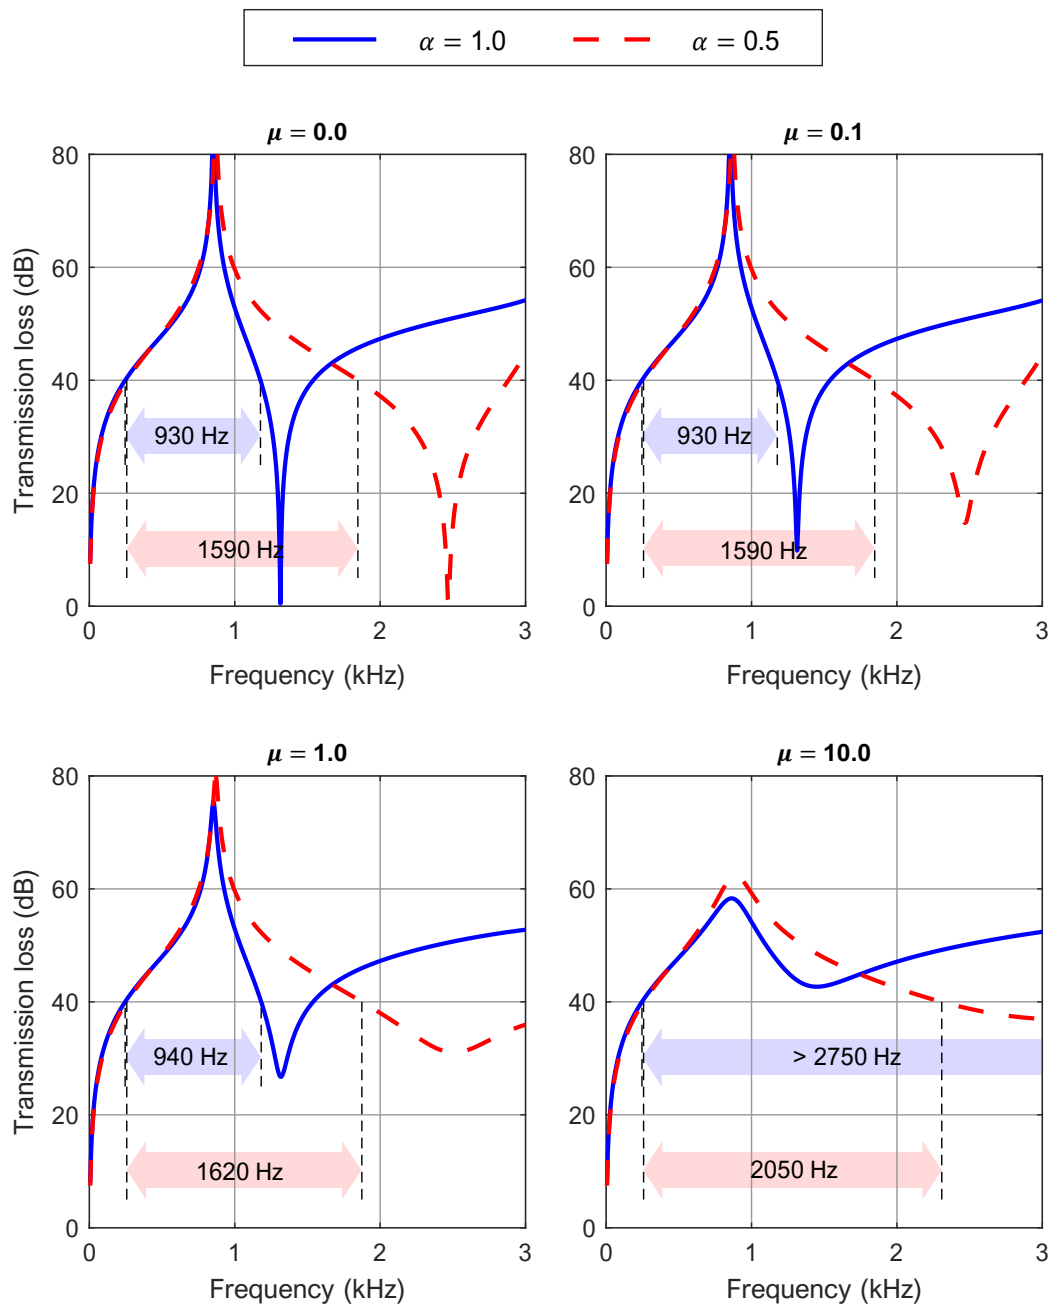 α = 1.0 α = 0.5
μ = 0.0 μ = 0.1
80 80
60 60
40 40
20 20
0 0
Transmission loss (dB)
930 Hz 930 Hz
1590 Hz 1590 Hz
0 1 2 3 0 1 2 3
Frequency (kHz) Frequency (kHz)
μ = 1.0 μ = 10.0
80 80
60 60
40 40
20 20
0 0
Transmission loss (dB)
940 Hz > 2750 Hz
1620 Hz 2050 Hz
0 1 2 3 0 1 2 3
Frequency (kHz) Frequency (kHz)